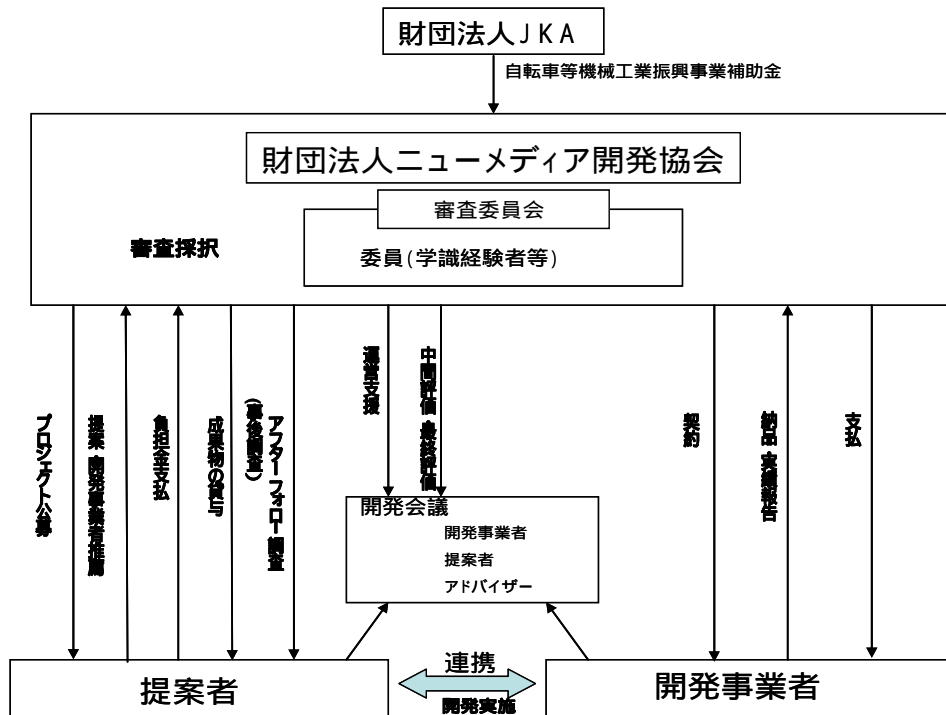 財団法人JKA
自転車等機械工業振興事業補助金
財団法人ニューメディア開発協会
審査委員会
審査採択
委員(学識経験者等)
プロジェクト公募
提案・開発事業者推薦
負担金支払
成果物の貸与
アフターフォロー調査
(事後調査)
運営支援
中間評価・最終評価
契約
納品・実績報告
支払
開発会議
開発事業者
提案者
アドバイザー
提案者
連携
開発実施
開発事業者